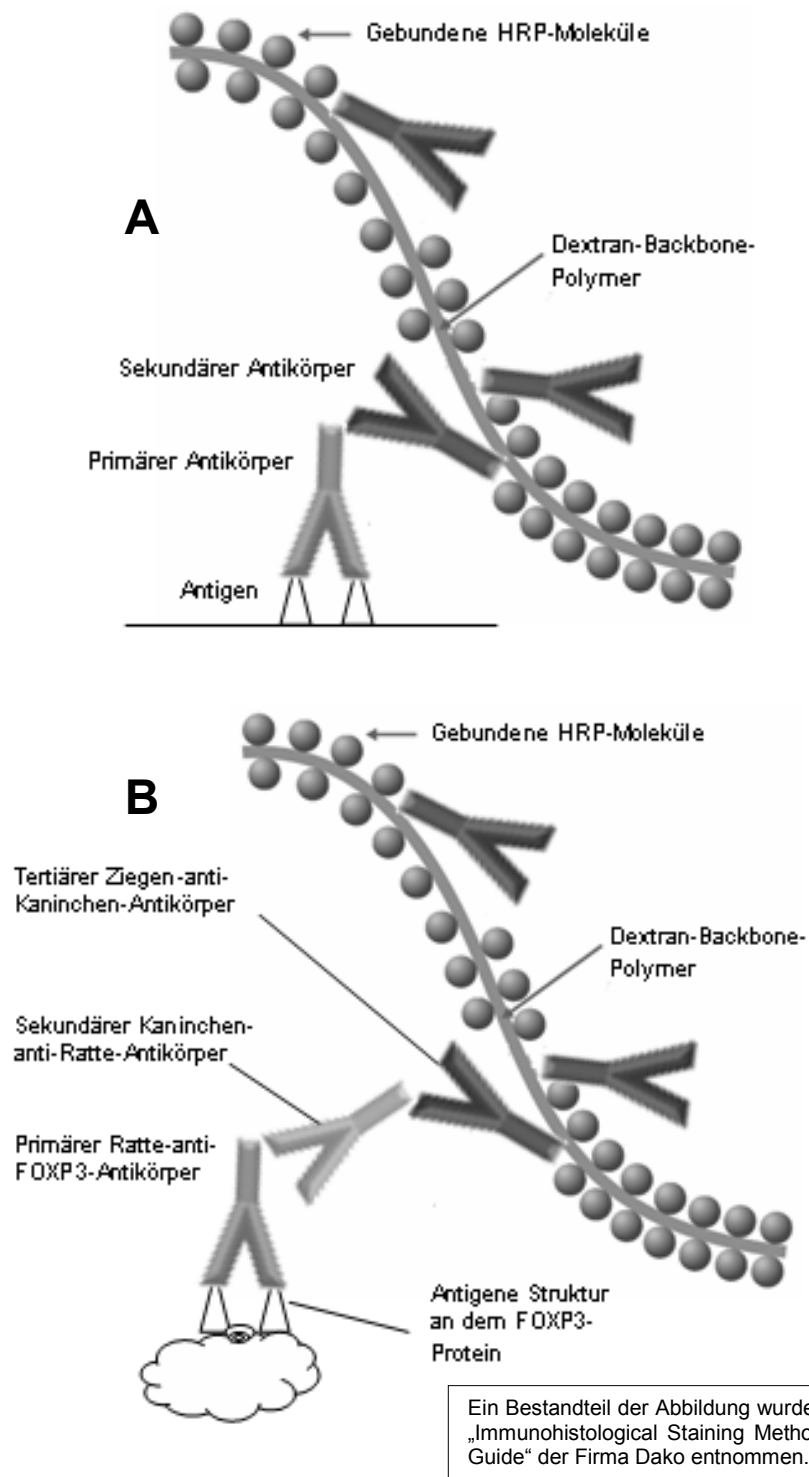 Gebundene HRP-Moleküle
A
Dextran-Backbone-
Polymer
Sekundärer Antikörper
Primärer Antikörper
Antigen
Gebundene HRP-Moleküle
B
Tertiärer Ziegen-anti-
Kaninchen-Antikörper
Dextran-Backbone-
Polymer
Sekundärer Kaninchen-
anti-Ratte-Antikörper
Primärer Ratte-anti-
FOXP3-Antikörper
Antigene Struktur
an dem FOXP3-
Protein
Ein Bestandteil der Abbildung wurde
„Immunohistological Staining Metho
Guide“ der Firma Dako entnommen.